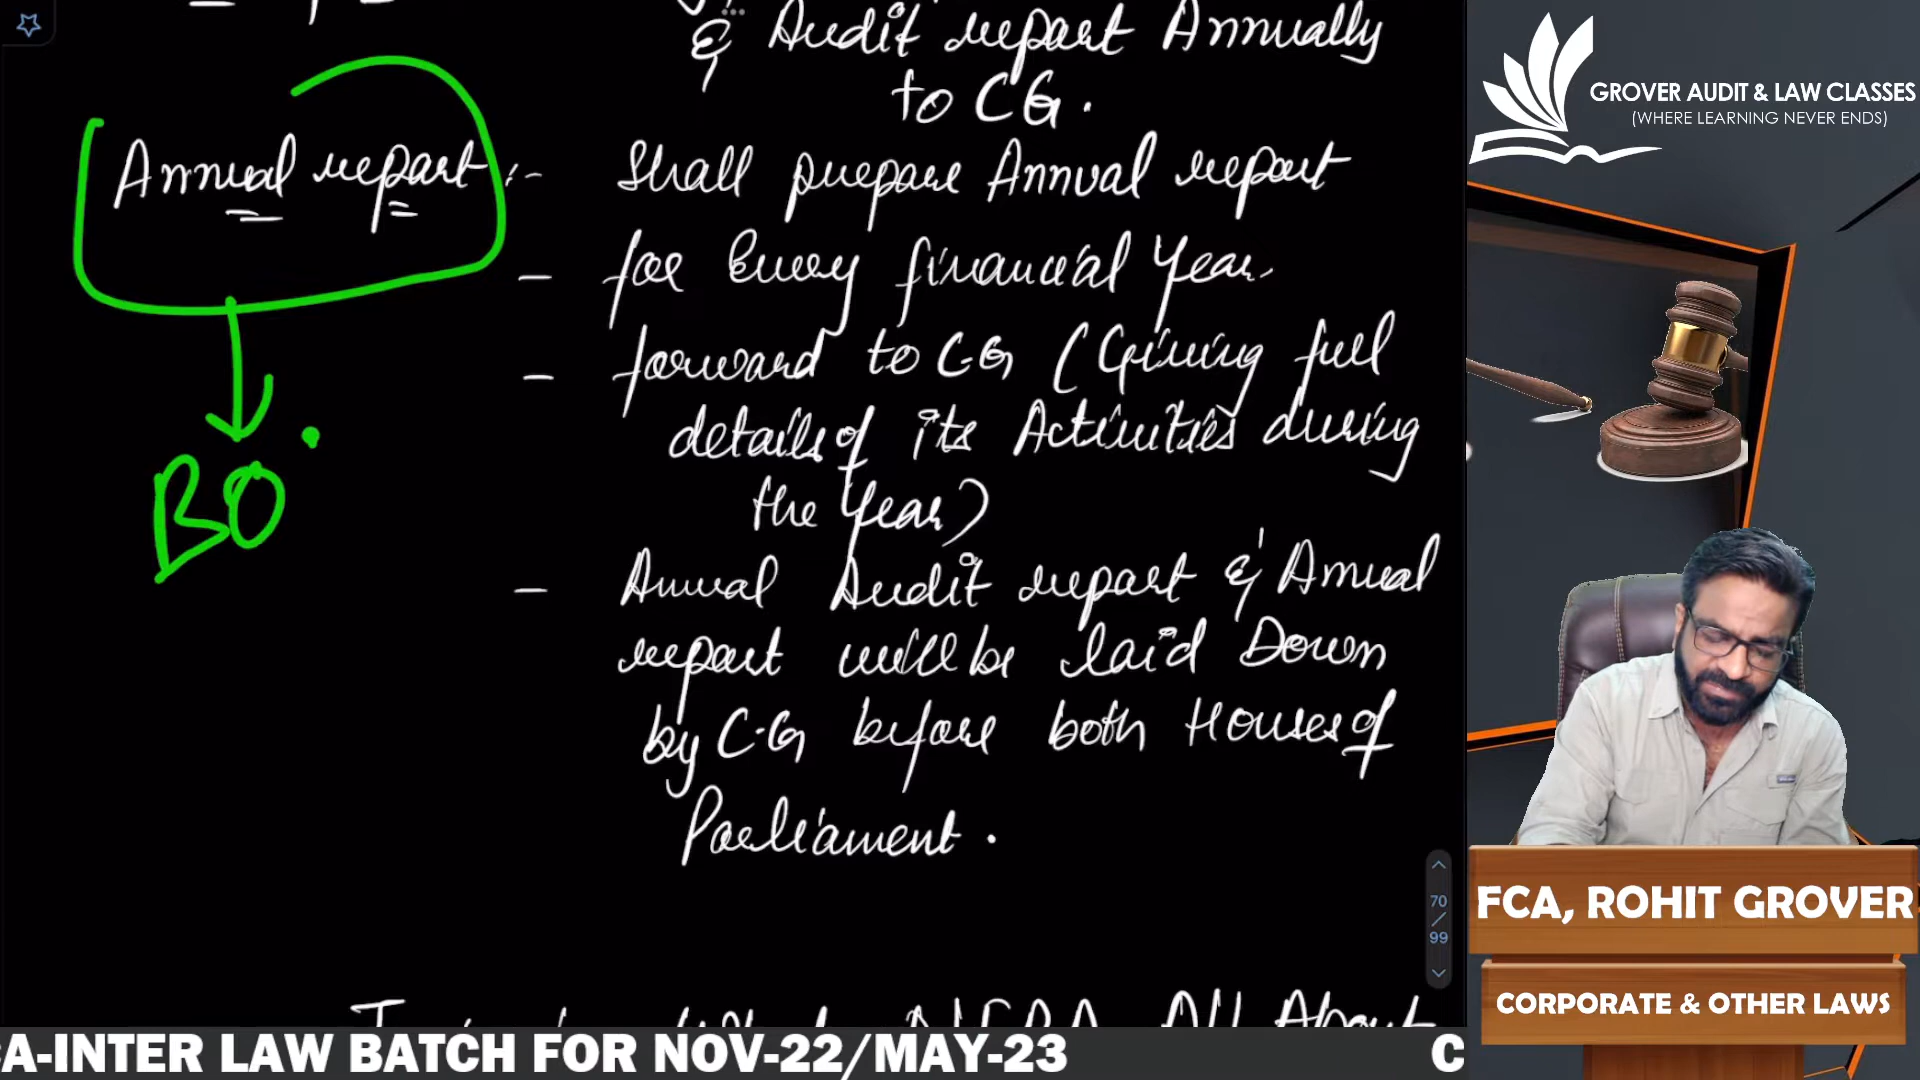 & Audit report Annually
to CG.
Annual report :- Shall prepare Annual report
- for Every financial Year.
- forward to C.G (Giving full
details of its Activities during
the Year)
BO
- Annual Audit report & Annual
report will be laid Down
by C.G before both Houses of
Parliament.
70
/
99
NFRA All About
GROVER AUDIT & LAW CLASSES
(WHERE LEARNING NEVER ENDS)
FCA, ROHIT GROVER
CORPORATE & OTHER LAWS
A-INTER LAW BATCH FOR NOV-22/MAY-23 C